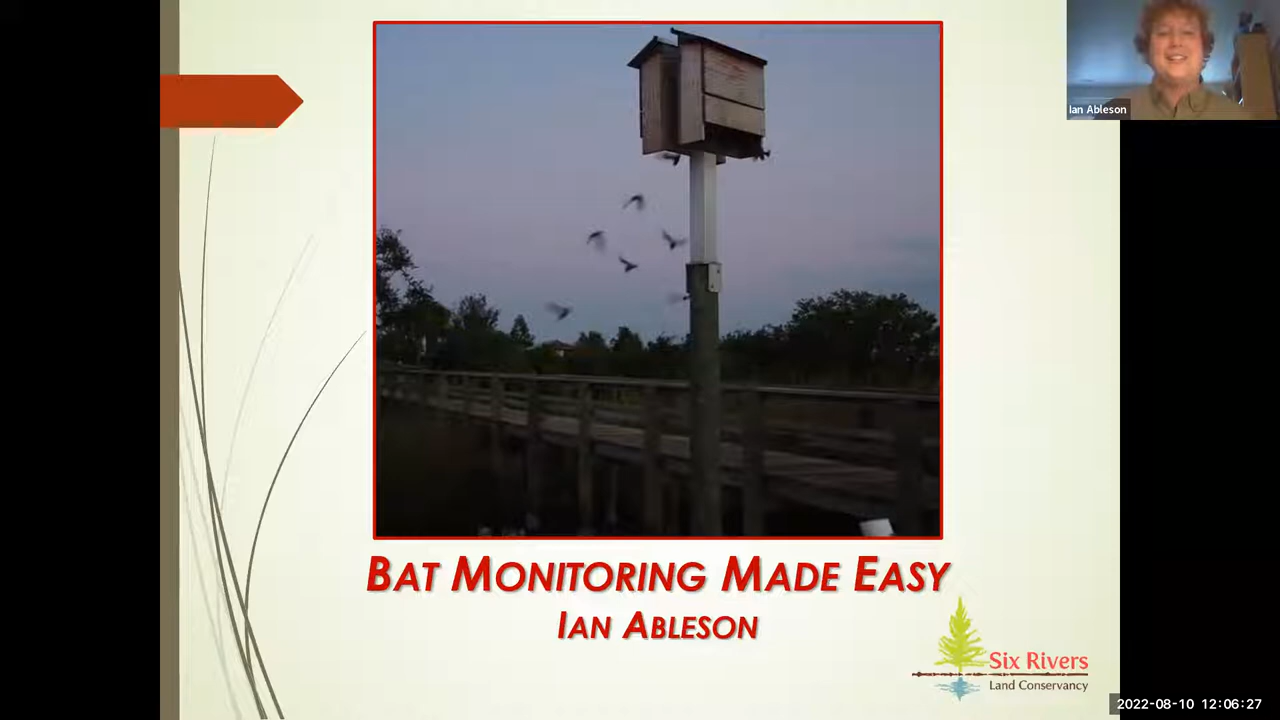 Ian Ableson
BAT MONITORING MADE EASY
IAN ABLESON
Six Rivers
Land Conservancy
2022-08-10 12:06:27